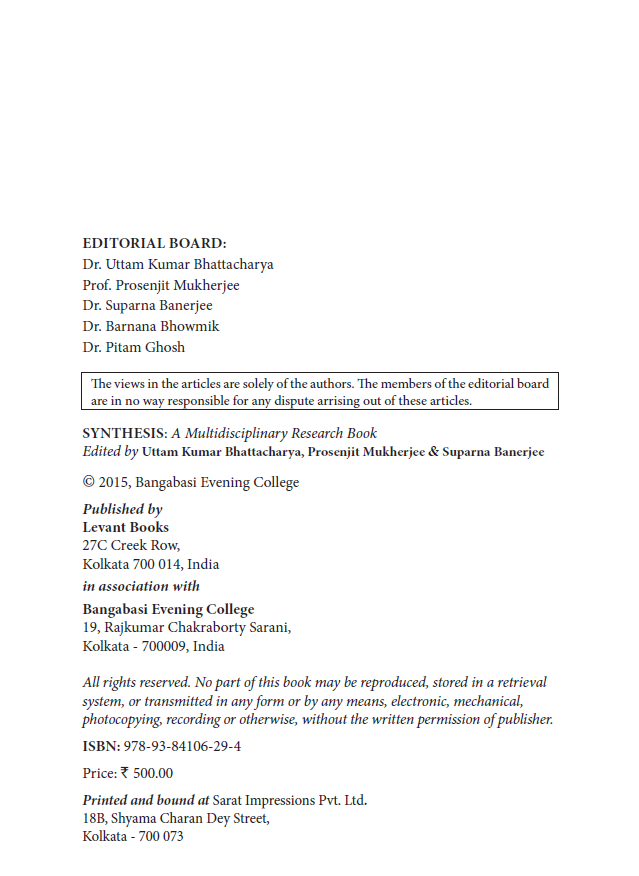 EDITORIAL BOARD:
Dr. Uttam Kumar Bhattacharya
Prof. Prosenjit Mukherjee
Dr. Suparna Banerjee
Dr. Barnana Bhowmik
Dr. Pitam Ghosh
The views in the articles are solely of the authors. The members of the editorial board
are in no way responsible for any dispute arrising out of these articles.
SYNTHESIS: A Multidisciplinary Research Book
Edited by Uttam Kumar Bhattacharya, Prosenjit Mukherjee & Suparna Banerjee
© 2015, Bangabasi Evening College
Published by
Levant Books
27C Creek Row,
Kolkata 700 014, India
in association with
Bangabasi Evening College
19, Rajkumar Chakraborty Sarani,
Kolkata - 700009, India
All rights reserved. No part of this book may be reproduced, stored in a retrieval
system, or transmitted in any form or by any means, electronic, mechanical,
photocopying, recording or otherwise, without the written permission of publisher.
ISBN: 978-93-84106-29-4
Price: ₹ 500.00
Printed and bound at Sarat Impressions Pvt. Ltd.
18B, Shyama Charan Dey Street,
Kolkata - 700 073